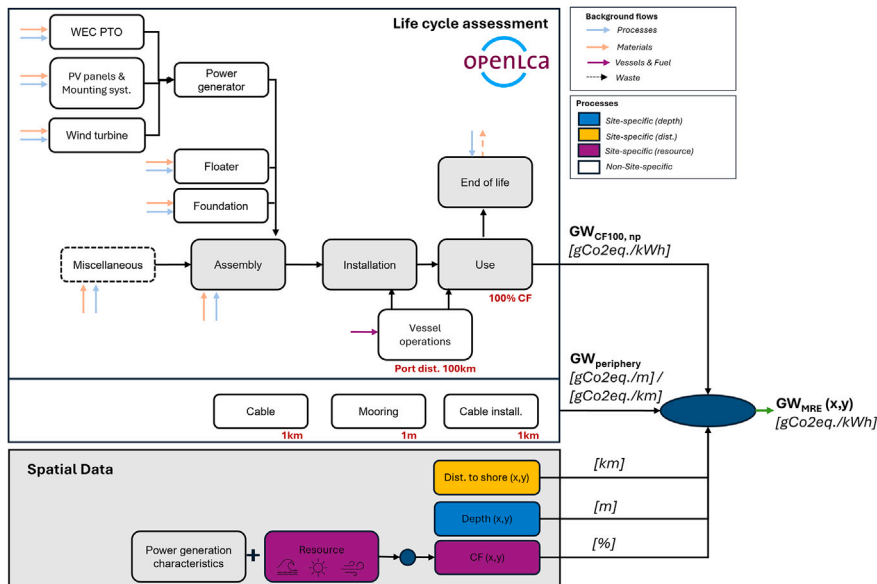 Life cycle assessment
openLca
WEC PTO
PV panels &
Mounting syst.
Wind turbine
Power
generator
Floater
Foundation
Miscellaneous
Assembly
Installation
Use
100% CF
End of life
Vessel
operations
Port dist. 100km
Cable
1km
Mooring
1m
Cable install.
1km
Spatial Data
Dist. to shore (x,y)
Depth (x,y)
Power generation
characteristics
+
Resource
CF (x,y)
GWCF100, np
[gCo2eq./kWh]
GWperiphery
[gCo2eq./m] /
[gCo2eq./km]
[km]
[m]
[%]
GWMRE (x,y)
[gCo2eq./kWh]
Background flows
Processes
Materials
Vessels & Fuel
Waste
Processes
Site-specific (depth)
Site-specific (dist.)
Site-specific (resource)
Non-Site-specific